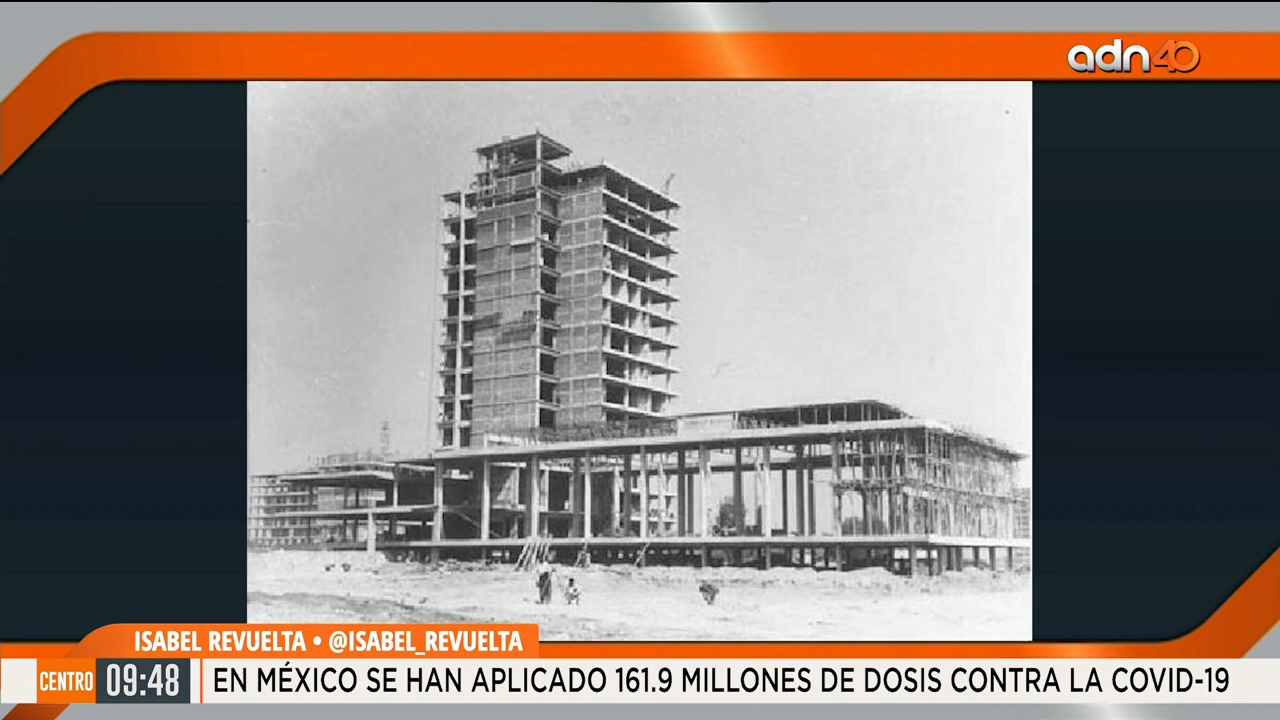 adn40
ISABEL REVUELTA • @ISABEL_REVUELTA
CENTRO 09:48 EN MÉXICO SE HAN APLICADO 161.9 MILLONES DE DOSIS CONTRA LA COVID-19